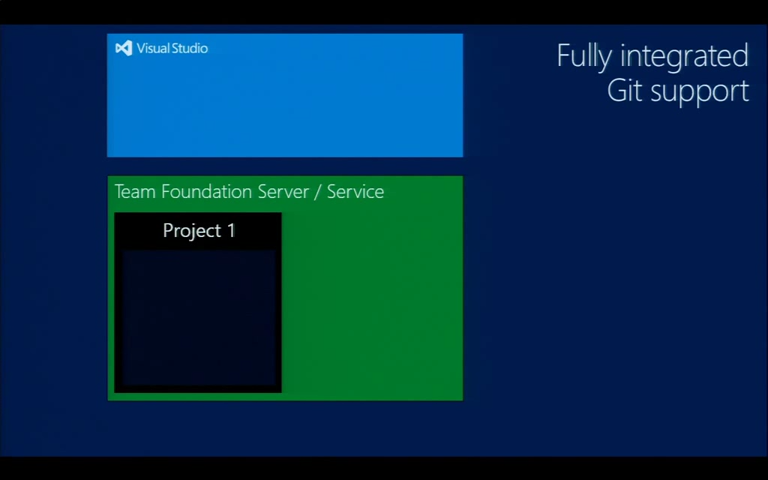 Visual Studio
Fully integrated
Git support
Team Foundation Server / Service
Project 1